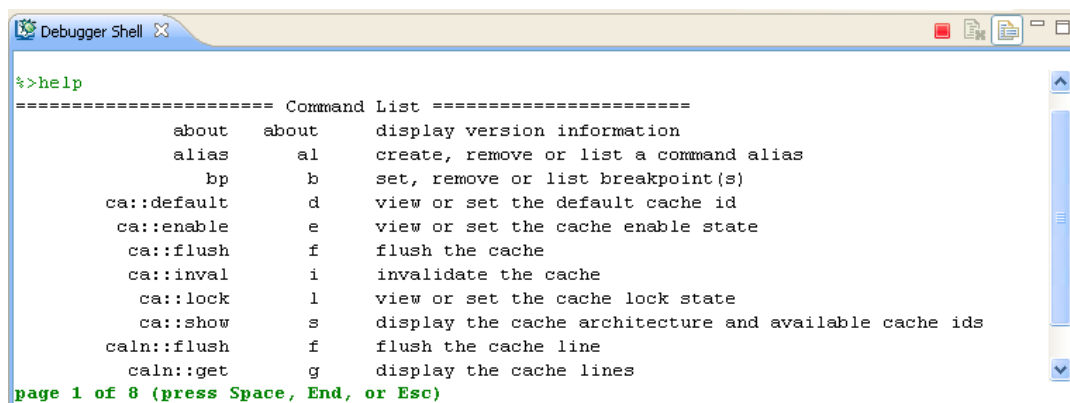 Debugger Shell
%>help
======================= Command List =======================
about about display version information
alias al create, remove or list a command alias
bp b set, remove or list breakpoint(s)
ca::default d view or set the default cache id
ca::enable e view or set the cache enable state
ca::flush f flush the cache
ca::inval i invalidate the cache
ca::lock l view or set the cache lock state
ca::show s display the cache architecture and available cache ids
caln::flush f flush the cache line
caln::get g display the cache lines
page 1 of 8 (press Space, End, or Esc)